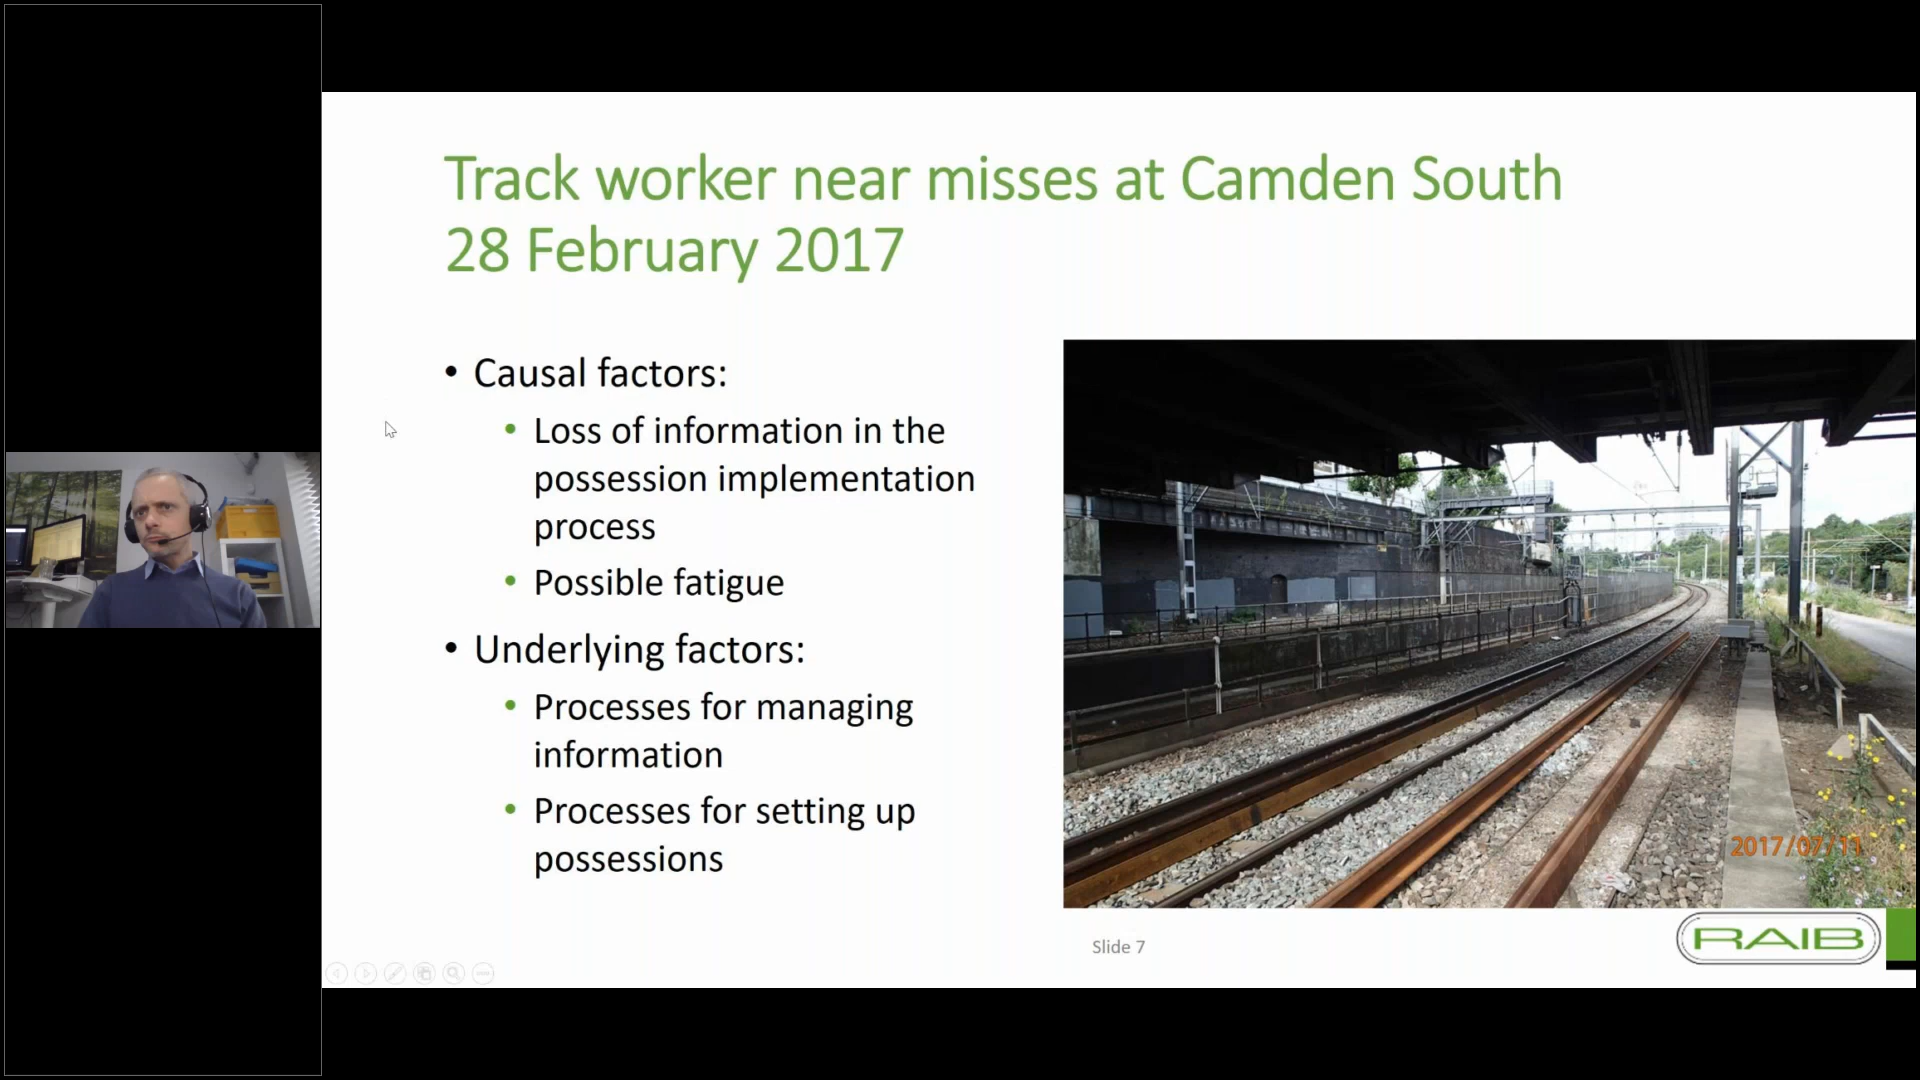 Track worker near misses at Camden South
28 February 2017
• Causal factors:
• Loss of information in the
possession implementation
process
• Possible fatigue
• Underlying factors:
• Processes for managing
information
• Processes for setting up
possessions
2017/07/11
Slide 7
RAIB